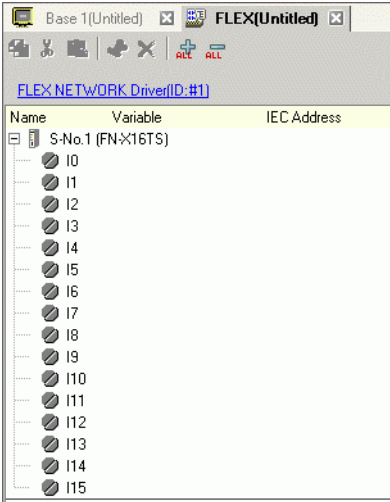 Base 1(Untitled) FLEX(Untitled)
ALL ALL
FLEX NETWORK Driver(ID:#1)
Name Variable IEC Address
S-No.1 (FN-X16TS)
I0
I1
I2
I3
I4
I5
I6
I7
I8
I9
I10
I11
I12
I13
I14
I15